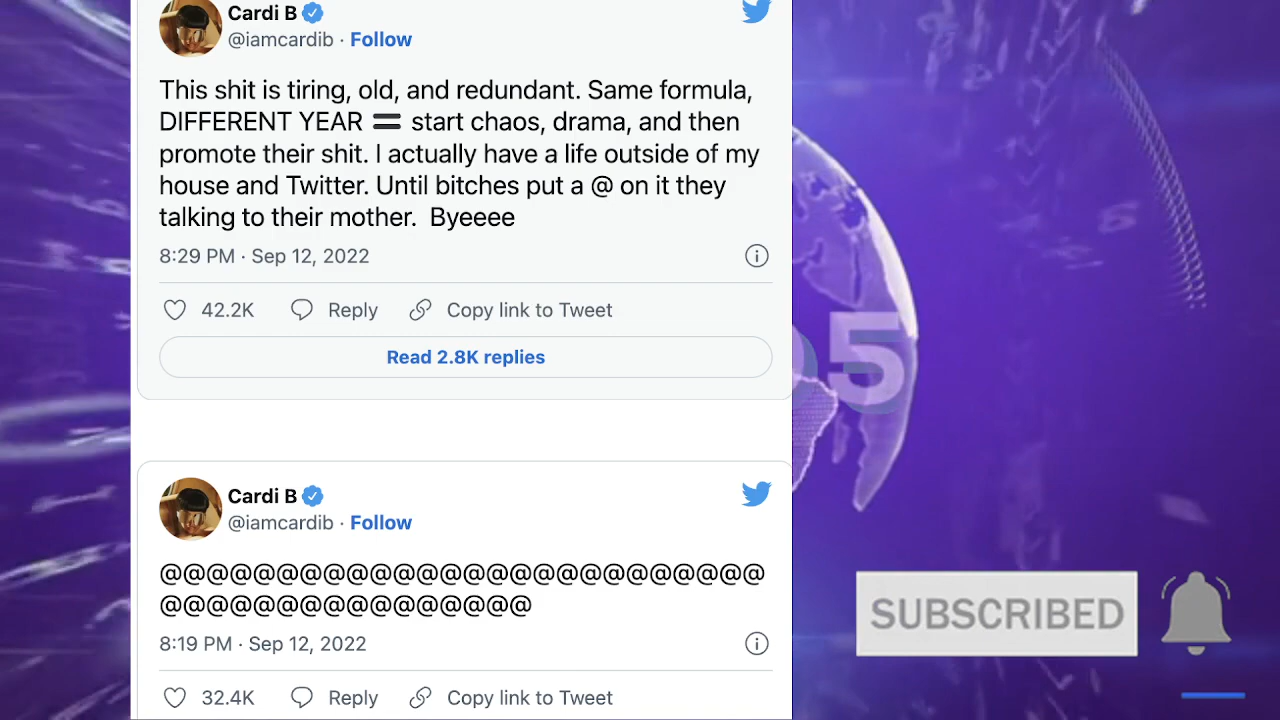 Cardi B
@iamcardib · Follow
This shit is tiring, old, and redundant. Same formula,
DIFFERENT YEAR 🟰 start chaos, drama, and then
promote their shit. I actually have a life outside of my
house and Twitter. Until bitches put a @ on it they
talking to their mother.  Byeeee
8:29 PM · Sep 12, 2022
42.2K Reply Copy link to Tweet
Read 2.8K replies
5
Cardi B
@iamcardib · Follow
@@@@@@@@@@@@@@@@@@@@@@@@@@
@@@@@@@@@@@@@@@@
8:19 PM · Sep 12, 2022
32.4K Reply Copy link to Tweet
SUBSCRIBED